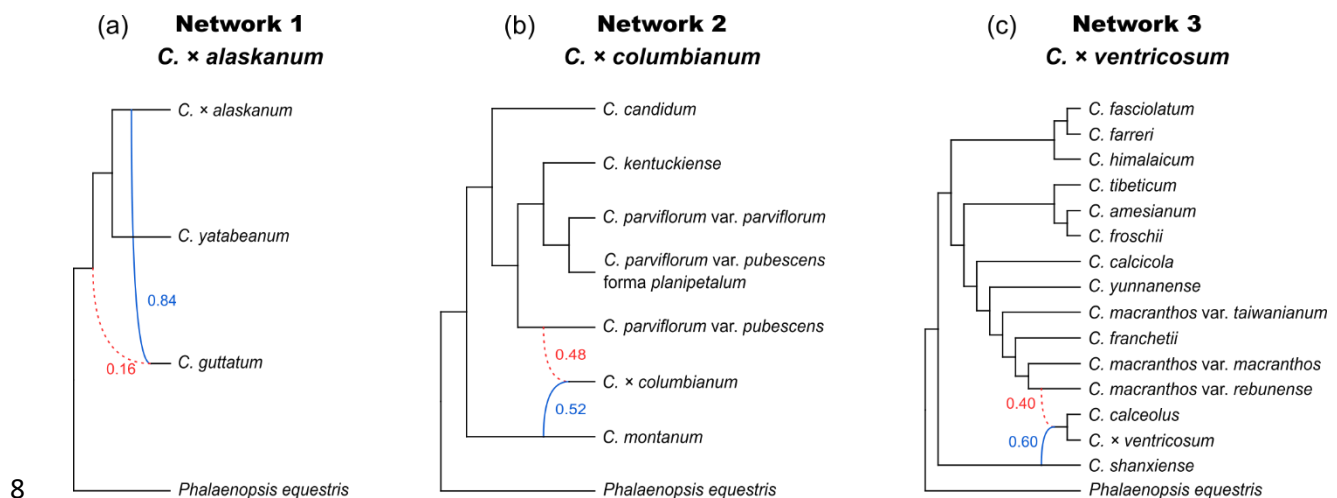 (a) Network 1
C. × alaskanum
C. × alaskanum
C. yatabeanum
0.84
C. guttatum
0.16
Phalaenopsis equestris
(b) Network 2
C. × columbianum
C. candidum
C. kentuckiense
C. parviflorum var. parviflorum
C. parviflorum var. pubescens
forma planipetalum
C. parviflorum var. pubescens
0.48
C. × columbianum
0.52
C. montanum
Phalaenopsis equestris
(c) Network 3
C. × ventricosum
C. fasciolatum
C. farreri
C. himalaicum
C. tibeticum
C. amesianum
C. froschii
C. calcicola
C. yunnanense
C. macranthos var. taiwanianum
C. franchetii
C. macranthos var. macranthos
C. macranthos var. rebunense
0.40
C. calceolus
0.60
C. × ventricosum
C. shanxiense
Phalaenopsis equestris
8